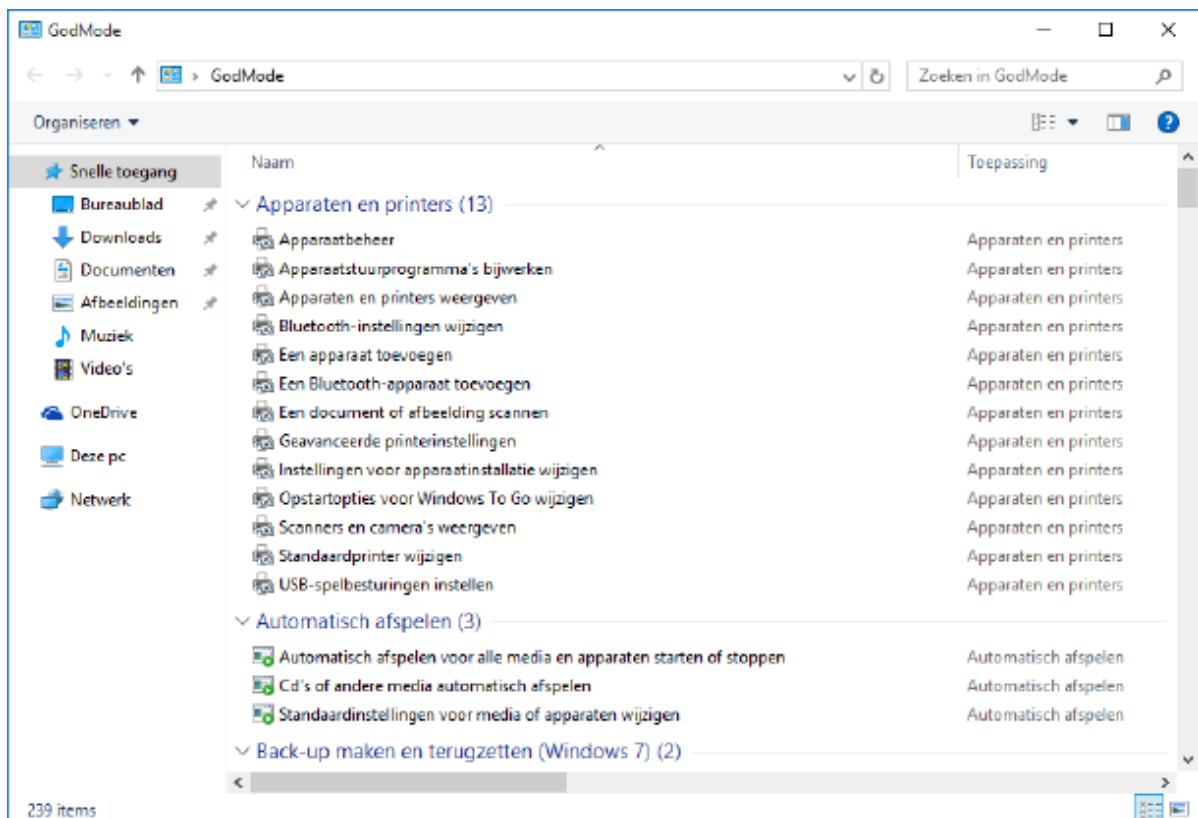 GodMode
GodMode
Zoeken in GodMode
Organiseren
Naam
Toepassing
Snelle toegang
Bureaublad
Downloads
Documenten
Afbeeldingen
Muziek
Video's
OneDrive
Deze pc
Netwerk
Apparaten en printers (13)
Apparaatbeheer Apparaten en printers
Apparaatstuurprogramma's bijwerken Apparaten en printers
Apparaten en printers weergeven Apparaten en printers
Bluetooth-instellingen wijzigen Apparaten en printers
Een apparaat toevoegen Apparaten en printers
Een Bluetooth-apparaat toevoegen Apparaten en printers
Een document of afbeelding scannen Apparaten en printers
Geavanceerde printerinstellingen Apparaten en printers
Instellingen voor apparaatinstallatie wijzigen Apparaten en printers
Opstartopties voor Windows To Go wijzigen Apparaten en printers
Scanners en camera's weergeven Apparaten en printers
Standaardprinter wijzigen Apparaten en printers
USB-spelbesturingen instellen Apparaten en printers
Automatisch afspelen (3)
Automatisch afspelen voor alle media en apparaten starten of stoppen Automatisch afspelen
Cd's of andere media automatisch afspelen Automatisch afspelen
Standaardinstellingen voor media of apparaten wijzigen Automatisch afspelen
Back-up maken en terugzetten (Windows 7) (2)
239 items